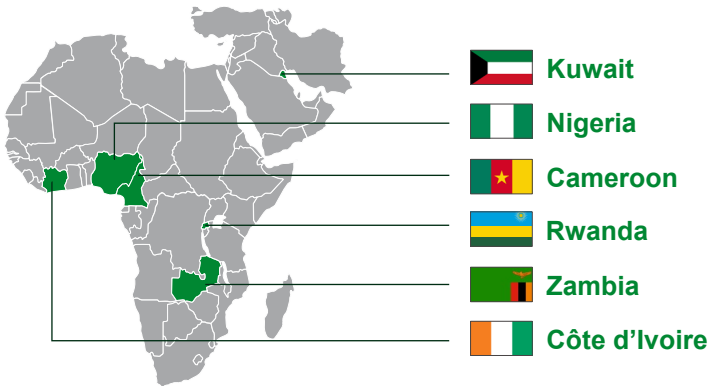 Kuwait
Nigeria
Cameroon
Rwanda
Zambia
Côte d’Ivoire